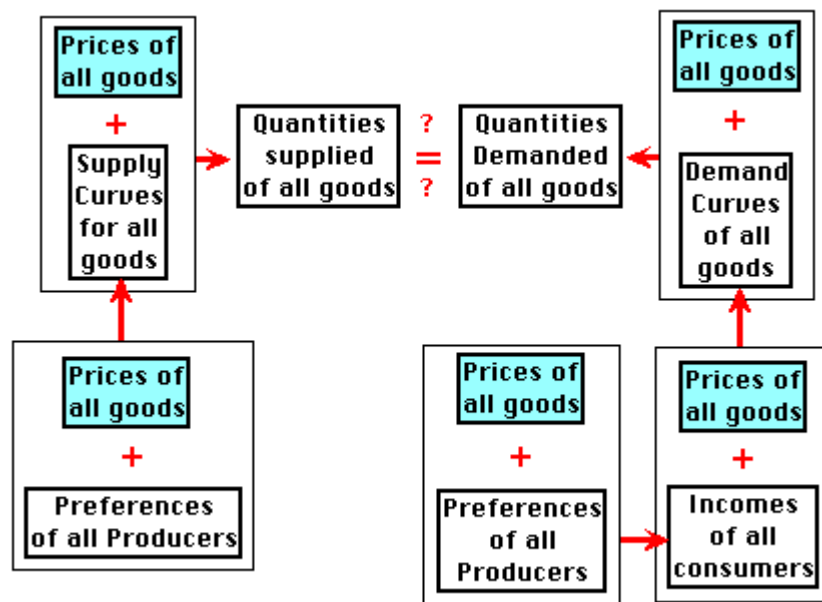 Prices of
all goods
+
Supply
Curves
for all
goods
Quantities
supplied
of all goods
?
=
?
Quantities
Demanded
of all goods
Prices of
all goods
+
Demand
Curves
of all
goods
Prices of
all goods
+
Preferences
of all Producers
Prices of
all goods
+
Preferences
of all
Producers
Prices of
all goods
+
Incomes
of all
consumers